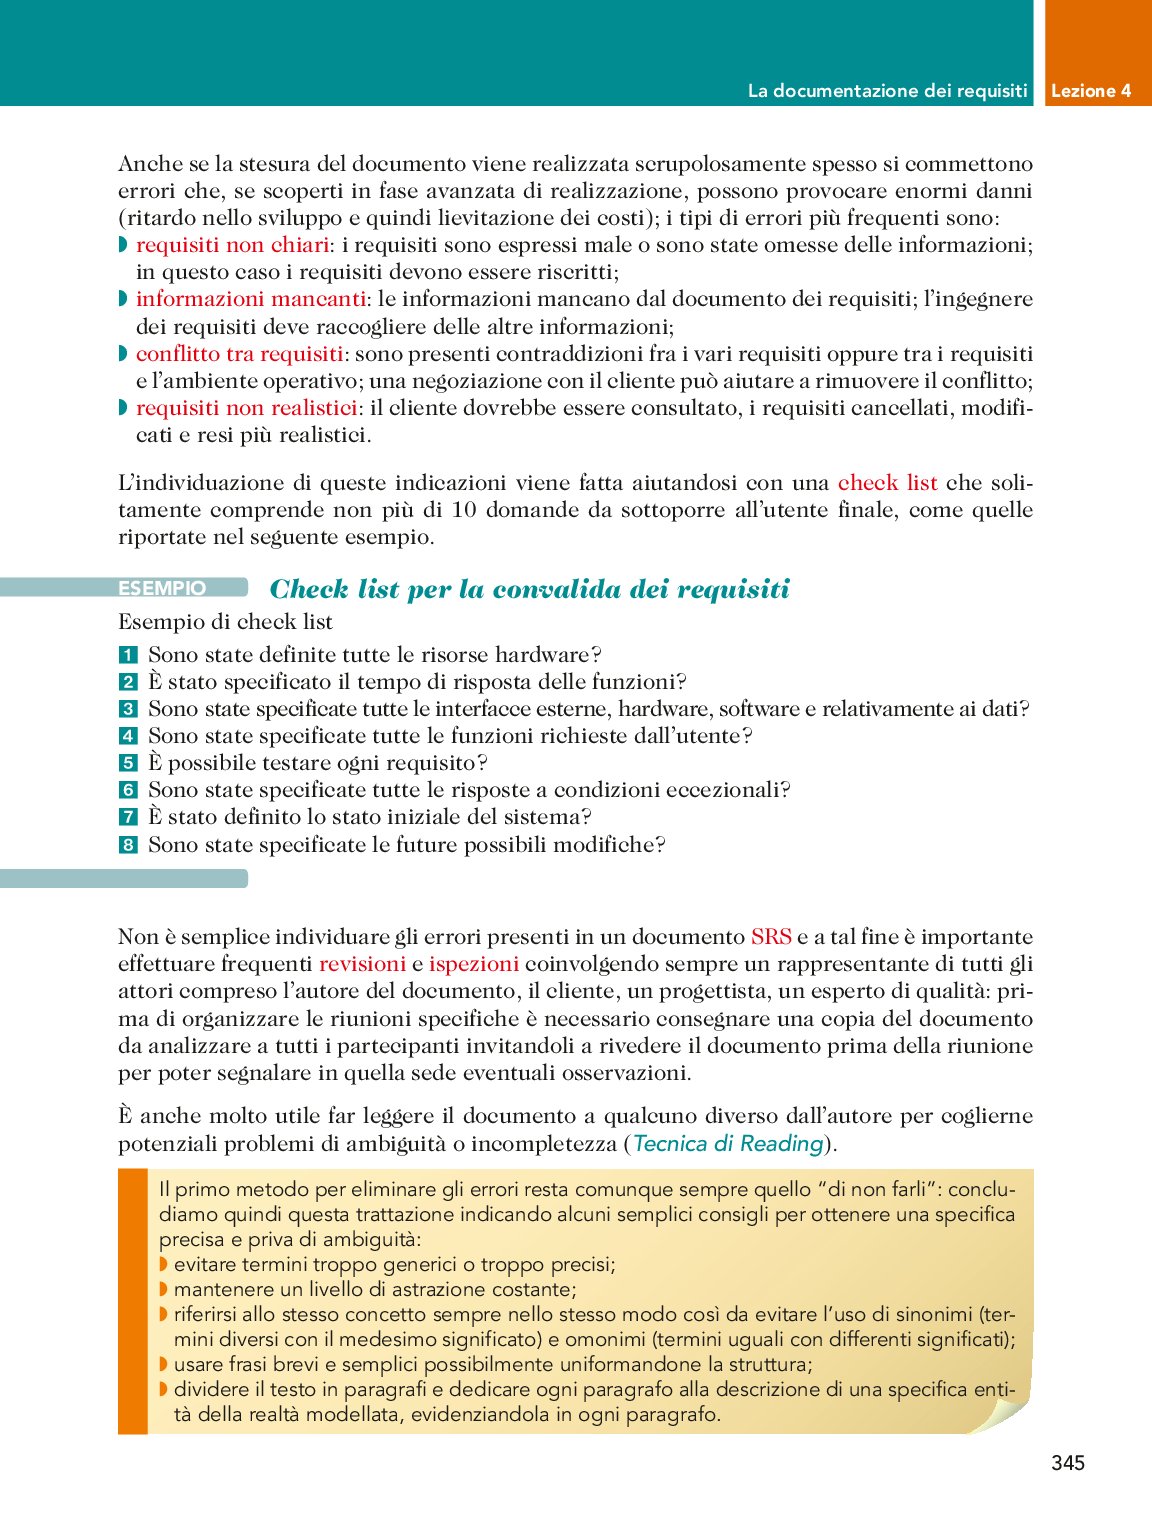 La documentazione dei requisiti Lezione 4
Anche se la stesura del documento viene realizzata scrupolosamente spesso si commettono
errori che, se scoperti in fase avanzata di realizzazione, possono provocare enormi danni
(ritardo nello sviluppo e quindi lievitazione dei costi); i tipi di errori più frequenti sono:
◗ requisiti non chiari: i requisiti sono espressi male o sono state omesse delle informazioni;
in questo caso i requisiti devono essere riscritti;
◗ informazioni mancanti: le informazioni mancano dal documento dei requisiti; l'ingegnere
dei requisiti deve raccogliere delle altre informazioni;
◗ conflitto tra requisiti: sono presenti contraddizioni fra i vari requisiti oppure tra i requisiti
e l'ambiente operativo; una negoziazione con il cliente può aiutare a rimuovere il conflitto;
◗ requisiti non realistici: il cliente dovrebbe essere consultato, i requisiti cancellati, modifi-
cati e resi più realistici.
L'individuazione di queste indicazioni viene fatta aiutandosi con una check list che soli-
tamente comprende non più di 10 domande da sottoporre all'utente finale, come quelle
riportate nel seguente esempio.
ESEMPIO Check list per la convalida dei requisiti
Esempio di check list
1 Sono state definite tutte le risorse hardware?
2 È stato specificato il tempo di risposta delle funzioni?
3 Sono state specificate tutte le interfacce esterne, hardware, software e relativamente ai dati?
4 Sono state specificate tutte le funzioni richieste dall'utente?
5 È possibile testare ogni requisito?
6 Sono state specificate tutte le risposte a condizioni eccezionali?
7 È stato definito lo stato iniziale del sistema?
8 Sono state specificate le future possibili modifiche?
Non è semplice individuare gli errori presenti in un documento SRS e a tal fine è importante
effettuare frequenti revisioni e ispezioni coinvolgendo sempre un rappresentante di tutti gli
attori compreso l'autore del documento, il cliente, un progettista, un esperto di qualità: pri-
ma di organizzare le riunioni specifiche è necessario consegnare una copia del documento
da analizzare a tutti i partecipanti invitandoli a rivedere il documento prima della riunione
per poter segnalare in quella sede eventuali osservazioni.
È anche molto utile far leggere il documento a qualcuno diverso dall'autore per coglierne
potenziali problemi di ambiguità o incompletezza (Tecnica di Reading).
Il primo metodo per eliminare gli errori resta comunque sempre quello "di non farli": conclu-
diamo quindi questa trattazione indicando alcuni semplici consigli per ottenere una specifica
precisa e priva di ambiguità:
◗ evitare termini troppo generici o troppo precisi;
◗ mantenere un livello di astrazione costante;
◗ riferirsi allo stesso concetto sempre nello stesso modo così da evitare l'uso di sinonimi (ter-
mini diversi con il medesimo significato) e omonimi (termini uguali con differenti significati);
◗ usare frasi brevi e semplici possibilmente uniformandone la struttura;
◗ dividere il testo in paragrafi e dedicare ogni paragrafo alla descrizione di una specifica enti-
tà della realtà modellata, evidenziandola in ogni paragrafo.
345